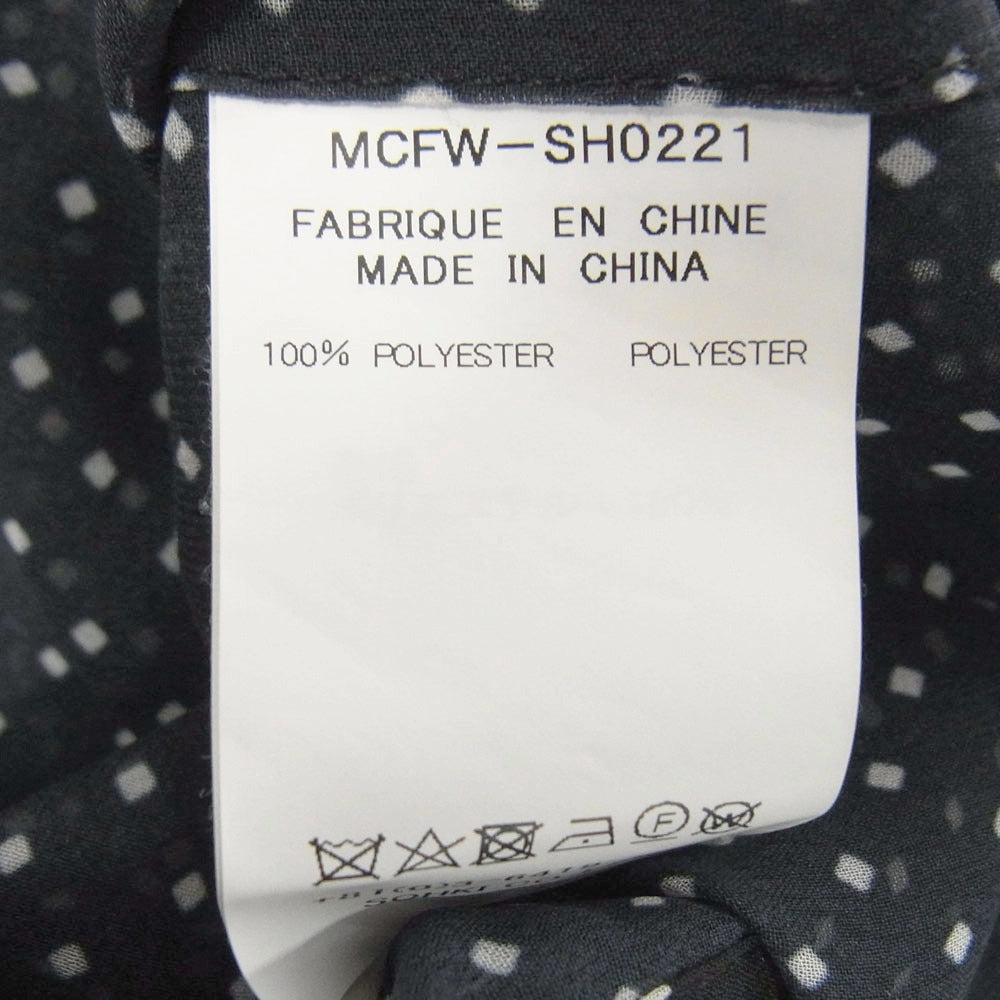 MCFW-SH0221
FABRIQUE EN CHINE
MADE IN CHINA
100% POLYESTER POLYESTER
F W